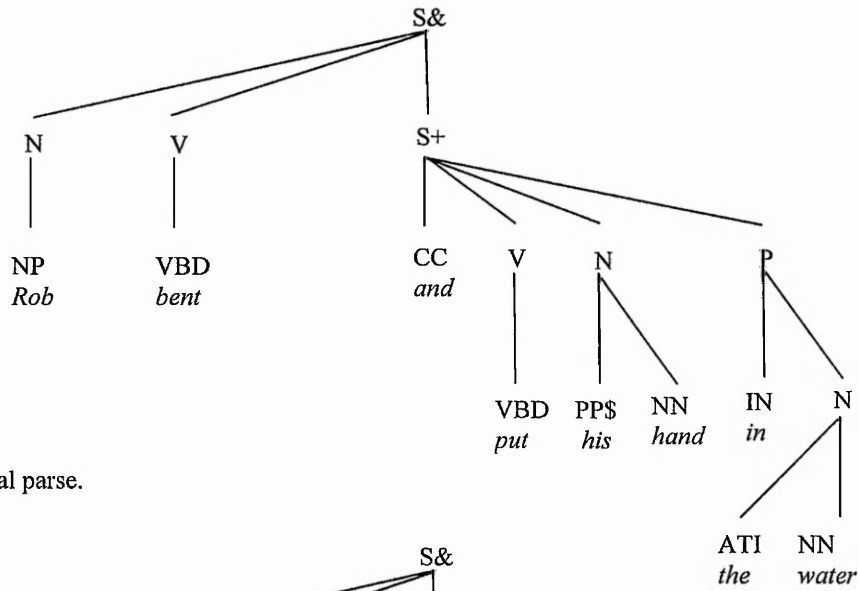 S&
N V S+
NP VBD CC V N P
Rob bent and
VBD PP$ NN IN N
put his hand in
al parse.
ATI NN
the water
S&